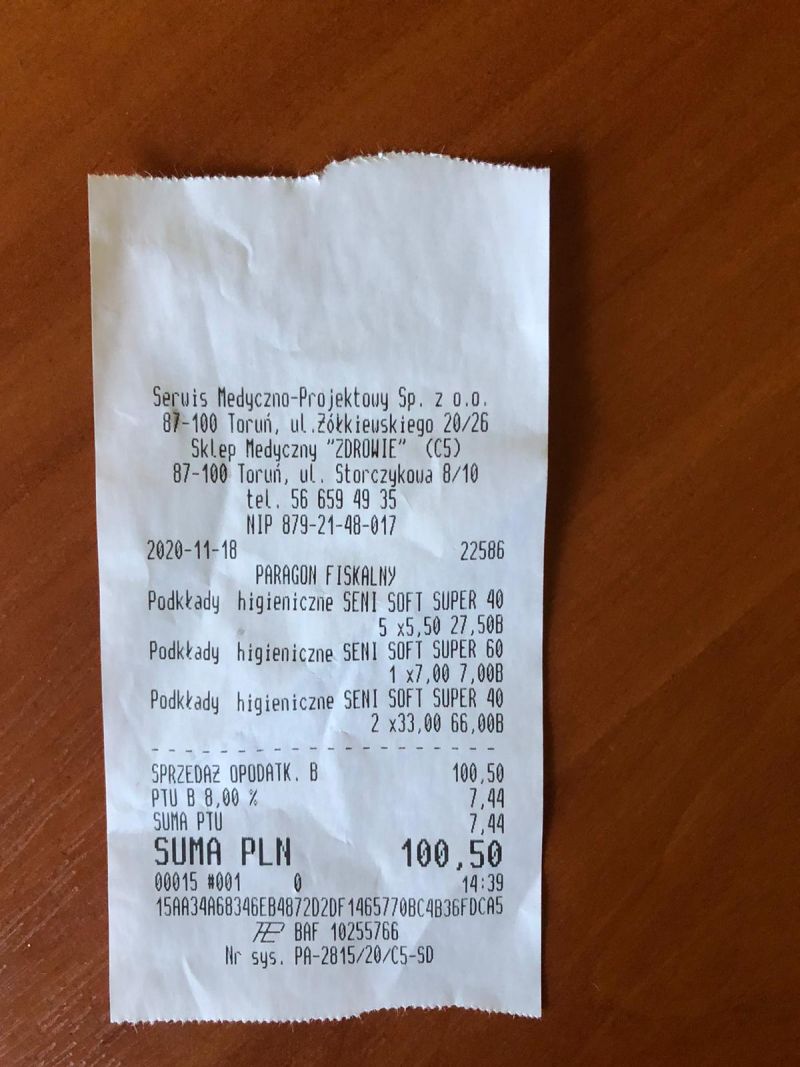 Serwis Medyczno-Projektowy Sp. z o.o.
87-100 Toruń, ul.Żółkiewskiego 20/26
Sklep Medyczny "ZDROWIE" (C5)
87-100 Toruń, ul. Storczykowa 8/10
tel. 56 659 49 35
NIP 879-21-48-017
2020-11-18 22586
PARAGON FISKALNY
Podkłady higieniczne SENI SOFT SUPER 40
5 x5,50 27,50B
Podkłady higieniczne SENI SOFT SUPER 60
1 x7,00 7,00B
Podkłady higieniczne SENI SOFT SUPER 40
2 x33,00 66,00B
SPRZEDAŻ OPODATK. B 100,50
PTU B 8,00 % 7,44
SUMA PTU 7,44
SUMA PLN 100,50
00015 #001 0 14:39
15AA34A68346EB4872D2DF1465770BC4B36FDCA5
BAF 10255766
Nr sys. PA-2815/20/C5-SD